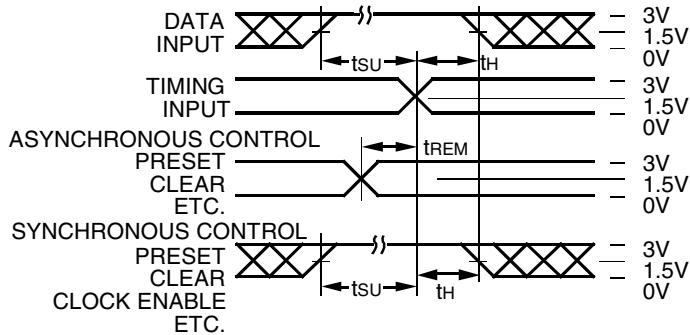 DATA
INPUT
tSU
tH
3V
1.5V
0V
TIMING
INPUT
3V
1.5V
0V
ASYNCHRONOUS CONTROL
PRESET
CLEAR
ETC.
tREM
3V
1.5V
0V
SYNCHRONOUS CONTROL
PRESET
CLEAR
CLOCK ENABLE
ETC.
tSU
tH
3V
1.5V
0V